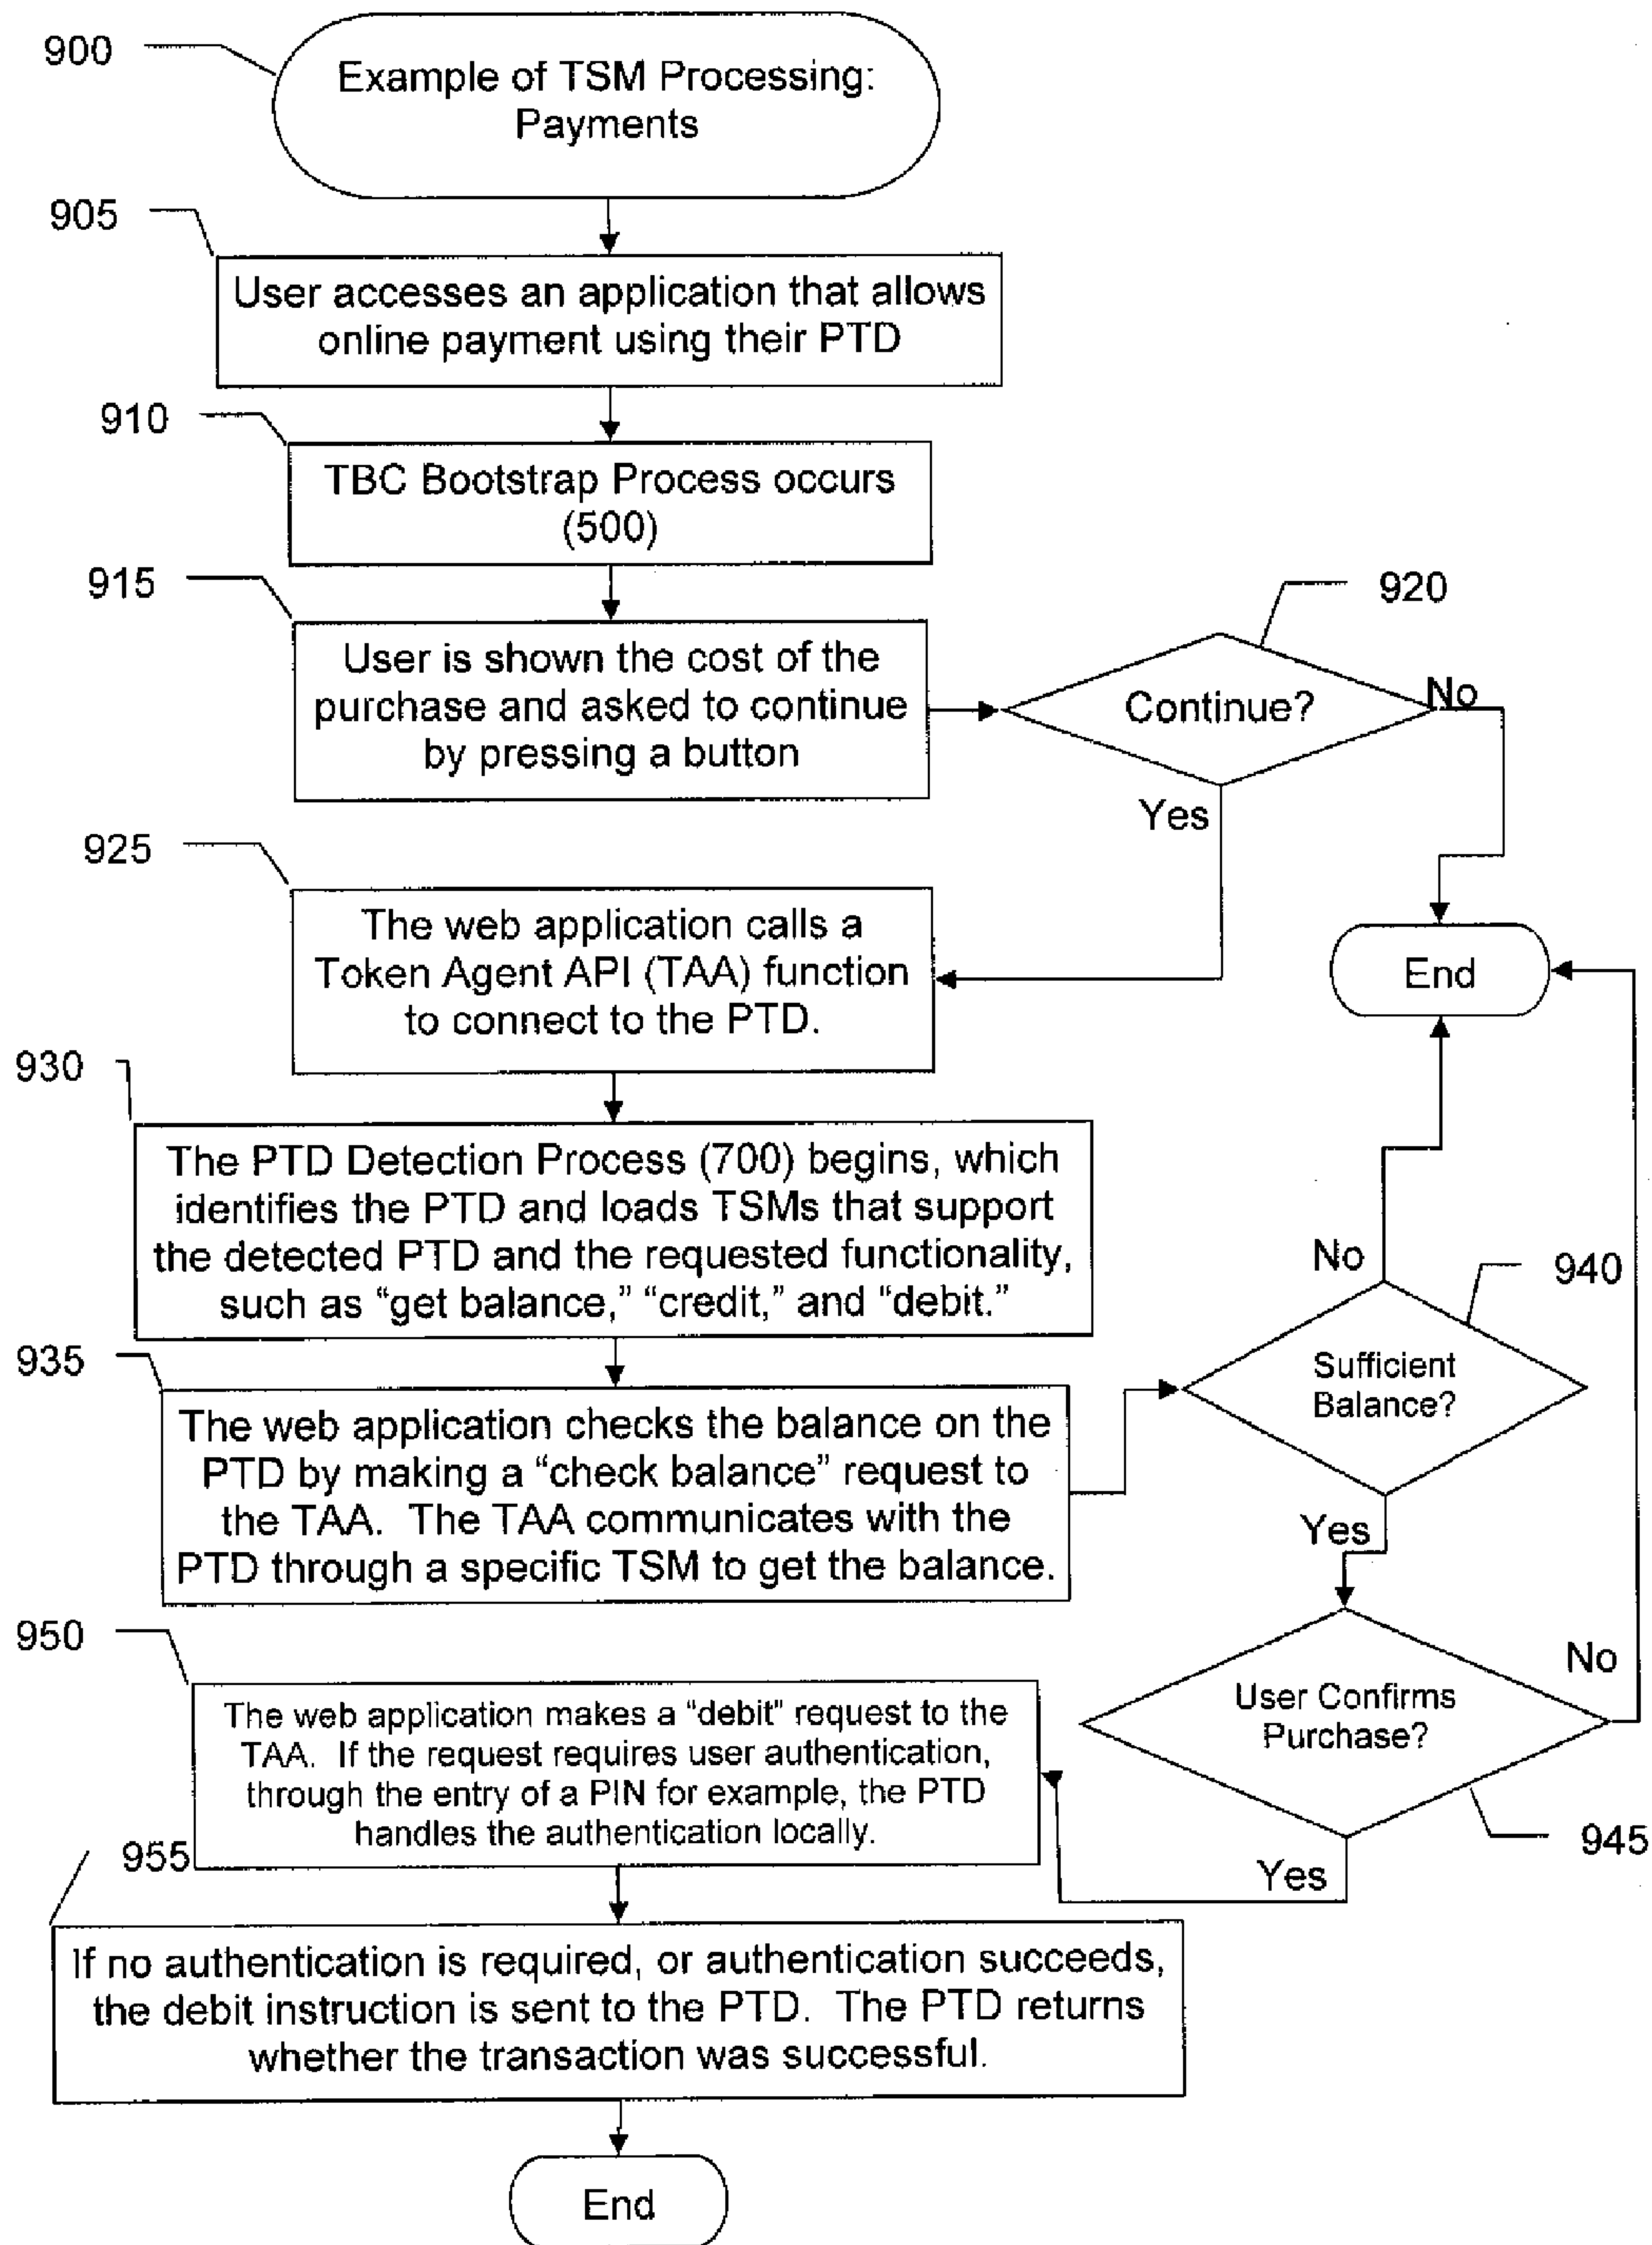 900
Example of TSM Processing:
Payments
905
User accesses an application that allows
online payment using their PTD
910
TBC Bootstrap Process occurs
(500)
915
User is shown the cost of the
purchase and asked to continue
by pressing a button
920
Continue?
No
Yes
925
The web application calls a
Token Agent API (TAA) function
to connect to the PTD.
End
930
The PTD Detection Process (700) begins, which
identifies the PTD and loads TSMs that support
the detected PTD and the requested functionality,
such as “get balance,” “credit,” and “debit.”
No
940
Sufficient
Balance?
Yes
935
The web application checks the balance on the
PTD by making a “check balance” request to
the TAA. The TAA communicates with the
PTD through a specific TSM to get the balance.
No
User Confirms
Purchase?
945
Yes
950
The web application makes a “debit” request to the
TAA. If the request requires user authentication,
through the entry of a PIN for example, the PTD
handles the authentication locally.
955
If no authentication is required, or authentication succeeds,
the debit instruction is sent to the PTD. The PTD returns
whether the transaction was successful.
End